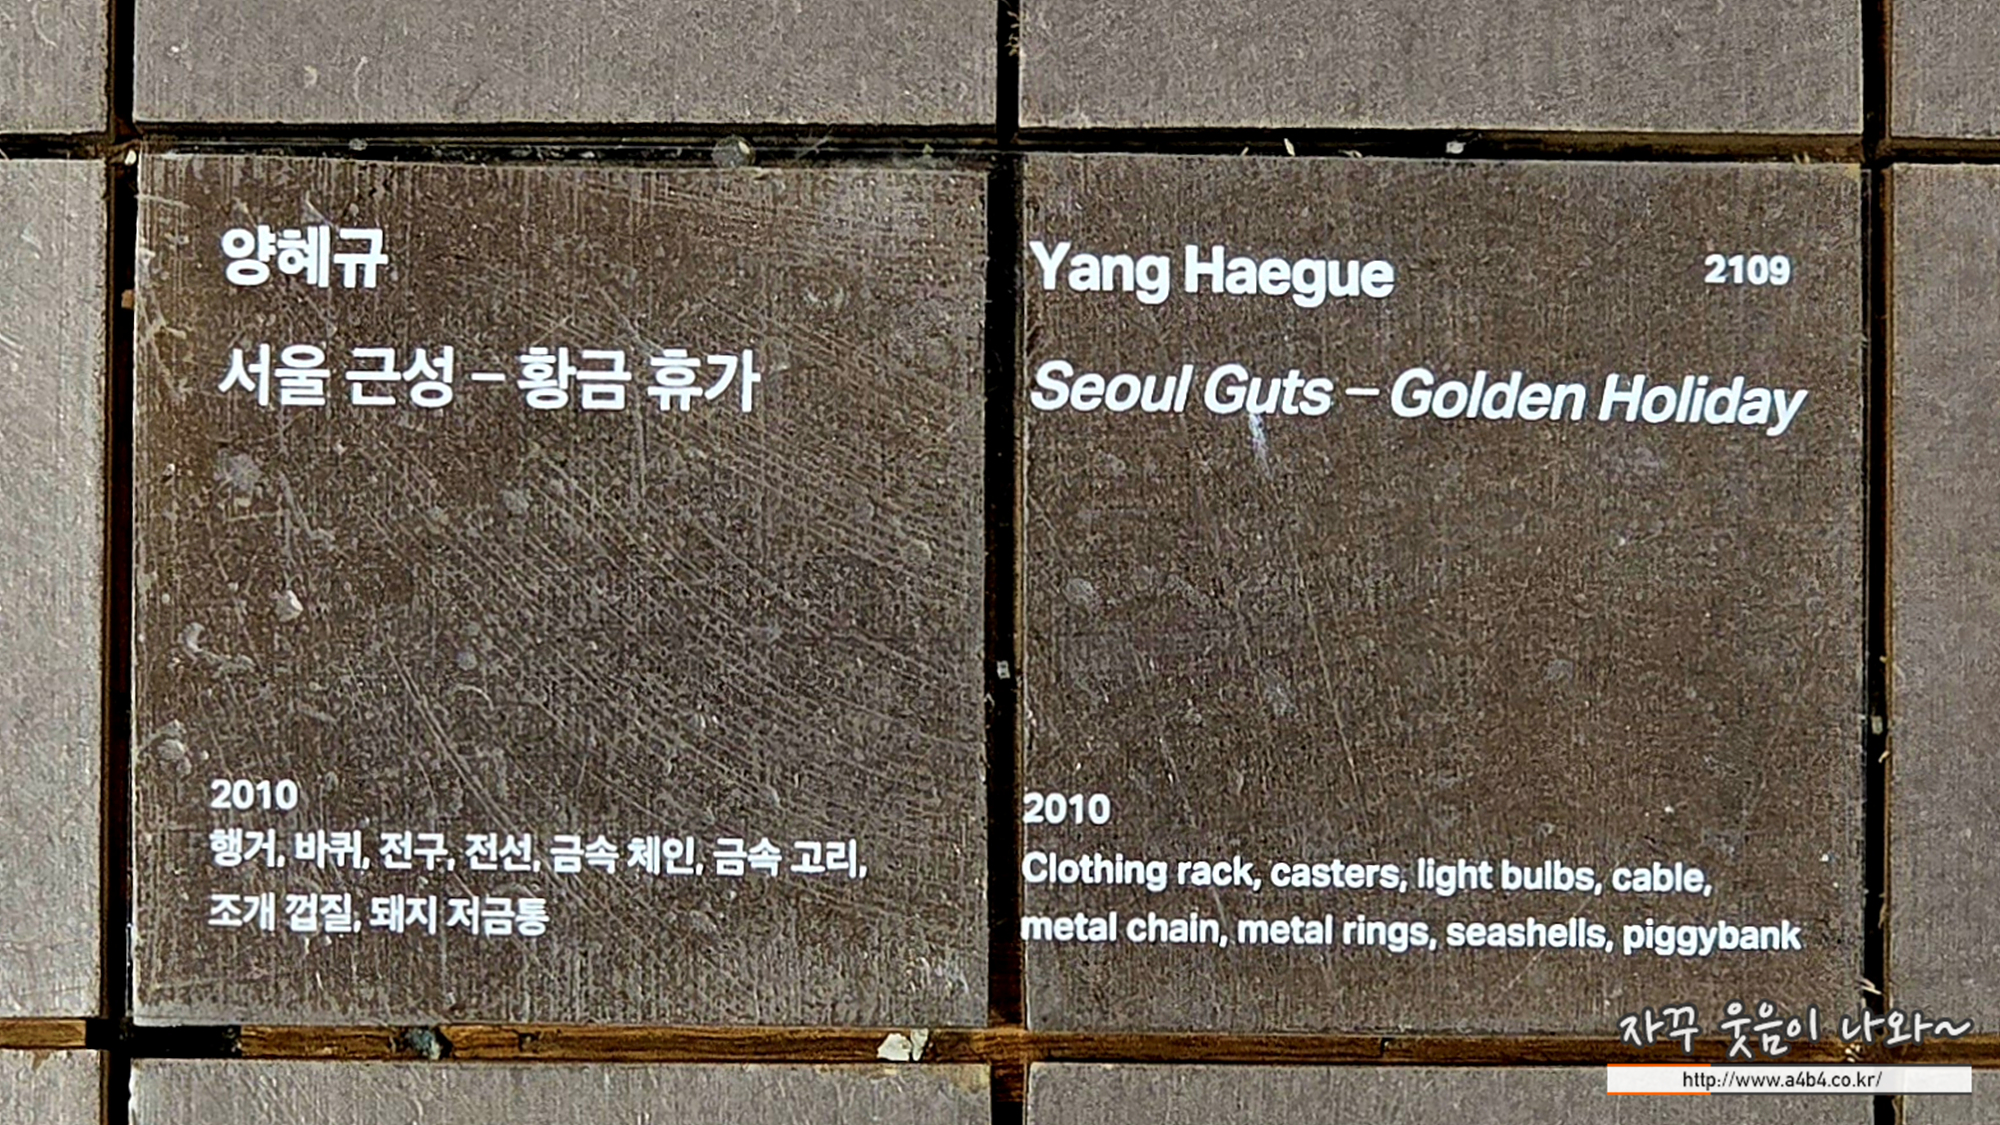 양혜규
서울 근성 – 황금 휴가
2010
행거, 바퀴, 전구, 전선, 금속 체인, 금속 고리,
조개 껍질, 돼지 저금통
Yang Haegue 2109
Seoul Guts – Golden Holiday
2010
Clothing rack, casters, light bulbs, cable,
metal chain, metal rings, seashells, piggybank
자꾸 웃음이 나와~
http://www.a4b4.co.kr/